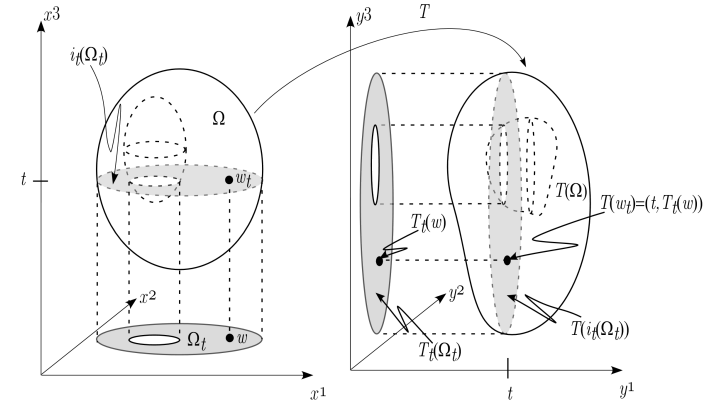 x3
i_t(Ω_t)
Ω
t
w_t
x2
Ω_t
w
x1
T
y3
T_t(w)
T(Ω)
T(w_t)=(t,T_t(w))
y2
T_t(Ω_t)
T(i_t(Ω_t))
t
y1